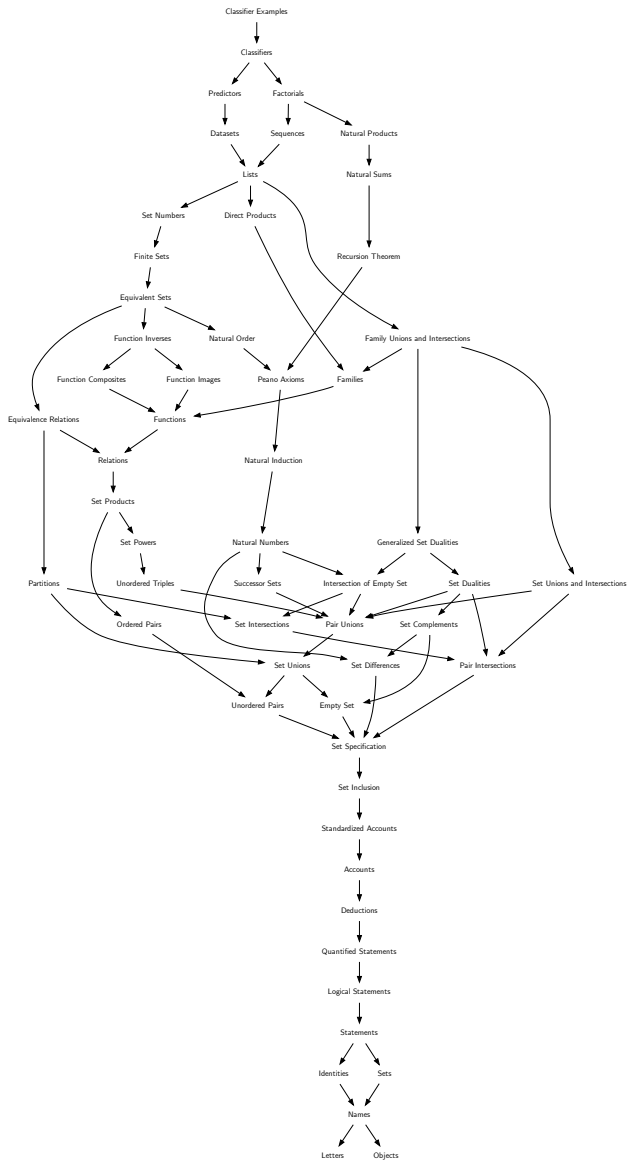 Classifier Examples
Classifiers
Predictors
Factorials
Datasets
Sequences
Natural Products
Lists
Natural Sums
Set Numbers
Direct Products
Finite Sets
Recursion Theorem
Equivalent Sets
Function Inverses
Natural Order
Family Unions and Intersections
Function Composites
Function Images
Peano Axioms
Families
Equivalence Relations
Functions
Relations
Natural Induction
Set Products
Set Powers
Natural Numbers
Generalized Set Dualities
Partitions
Unordered Triples
Successor Sets
Intersection of Empty Set
Set Dualities
Set Unions and Intersections
Ordered Pairs
Set Intersections
Pair Unions
Set Complements
Set Unions
Set Differences
Pair Intersections
Unordered Pairs
Empty Set
Set Specification
Set Inclusion
Standardized Accounts
Accounts
Deductions
Quantified Statements
Logical Statements
Statements
Identities
Sets
Names
Letters
Objects